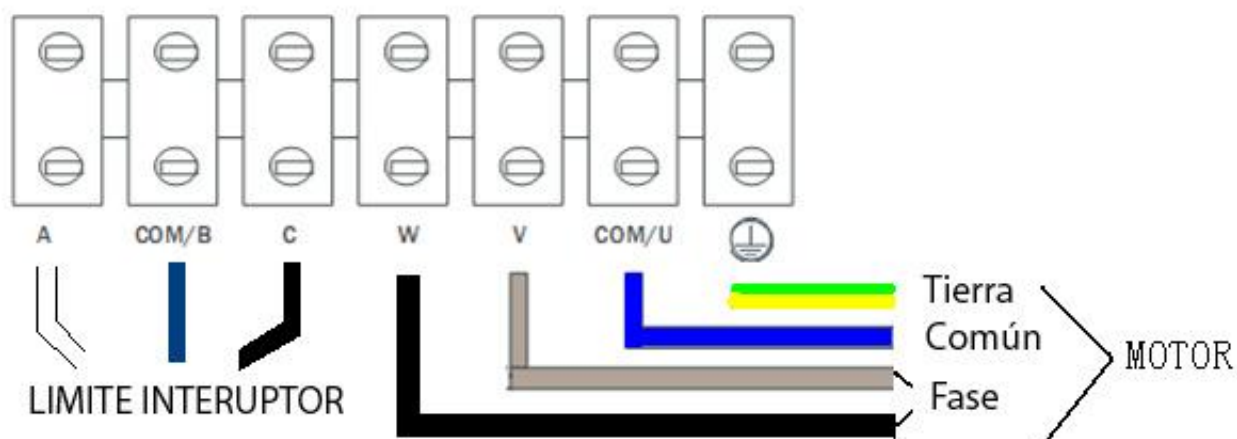 A COM/B C W V COM/U
Tierra
Común
MOTOR
Fase
LIMITE INTERUPTOR